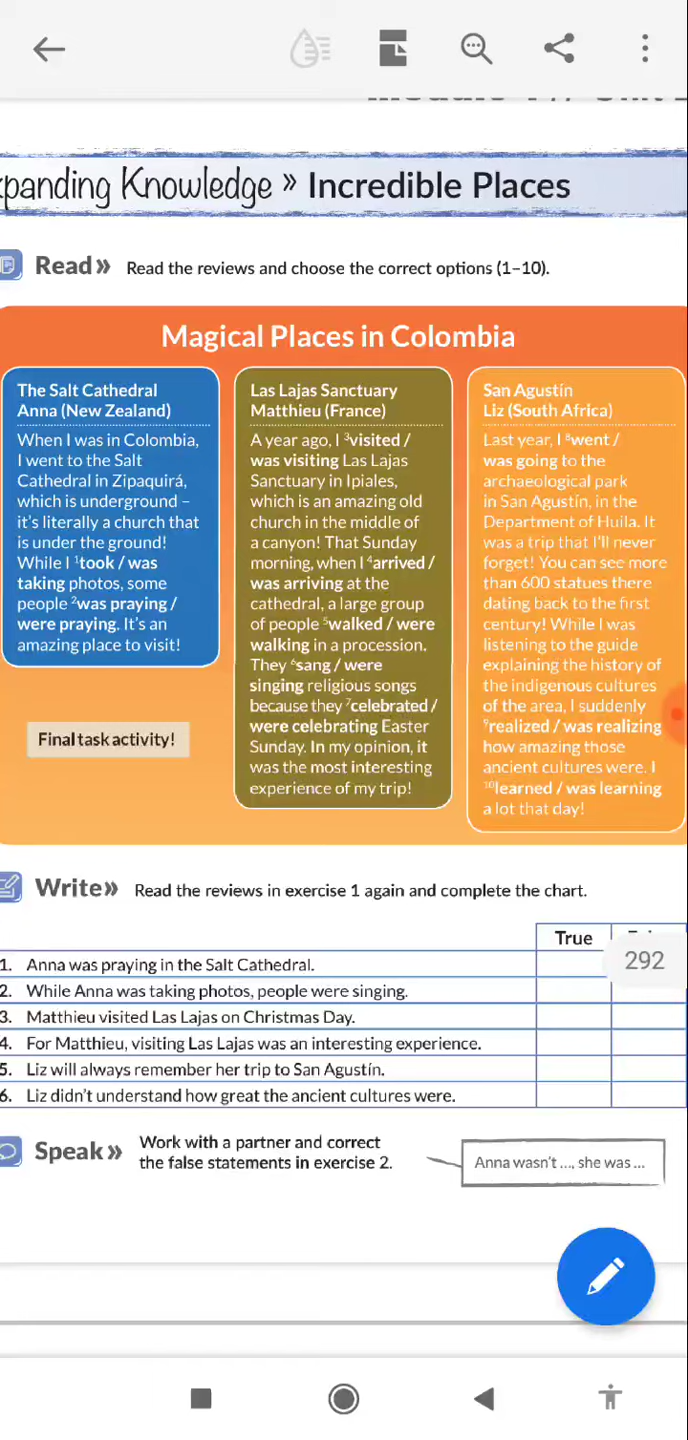 panding Knowledge » Incredible Places
Read» Read the reviews and choose the correct options (1–10).
Magical Places in Colombia
The Salt Cathedral
Anna (New Zealand)
When I was in Colombia,
I went to the Salt
Cathedral in Zipaquirá,
which is underground –
it's literally a church that
is under the ground!
While I ¹took / was
taking photos, some
people ²was praying /
were praying. It's an
amazing place to visit!
Final task activity!
Las Lajas Sanctuary
Matthieu (France)
A year ago, I ³visited /
was visiting Las Lajas
Sanctuary in Ipiales,
which is an amazing old
church in the middle of
a canyon! That Sunday
morning, when I ⁴arrived /
was arriving at the
cathedral, a large group
of people ⁵walked / were
walking in a procession.
They ⁶sang / were
singing religious songs
because they ⁷celebrated /
were celebrating Easter
Sunday. In my opinion, it
was the most interesting
experience of my trip!
San Agustín
Liz (South Africa)
Last year, I ⁸went /
was going to the
archaeological park
in San Agustín, in the
Department of Huila. It
was a trip that I'll never
forget! You can see more
than 600 statues there
dating back to the first
century! While I was
listening to the guide
explaining the history of
the indigenous cultures
of the area, I suddenly
⁹realized / was realizing
how amazing those
ancient cultures were. I
¹⁰learned / was learning
a lot that day!
Write» Read the reviews in exercise 1 again and complete the chart.
True
292
1. Anna was praying in the Salt Cathedral.
2. While Anna was taking photos, people were singing.
3. Matthieu visited Las Lajas on Christmas Day.
4. For Matthieu, visiting Las Lajas was an interesting experience.
5. Liz will always remember her trip to San Agustín.
6. Liz didn't understand how great the ancient cultures were.
Speak» Work with a partner and correct
the false statements in exercise 2.
Anna wasn't ..., she was ...